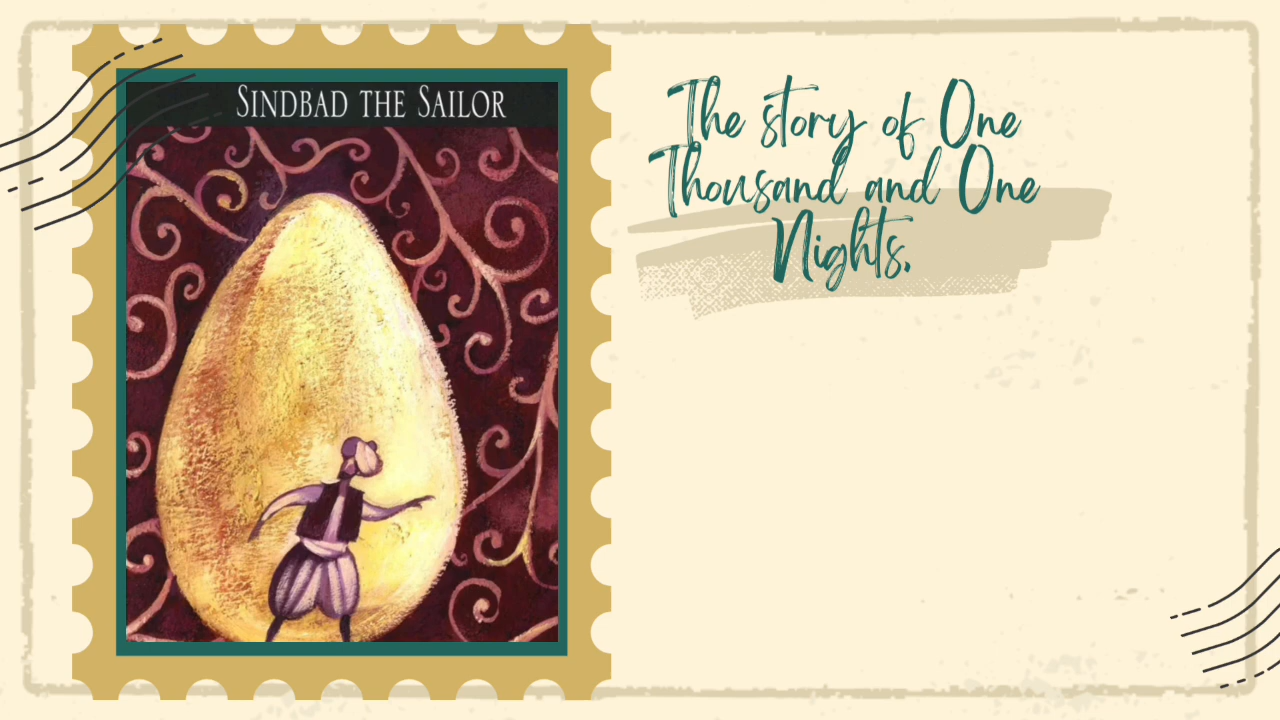 SINDBAD THE SAILOR
The story of One
Thousand and One
Nights.